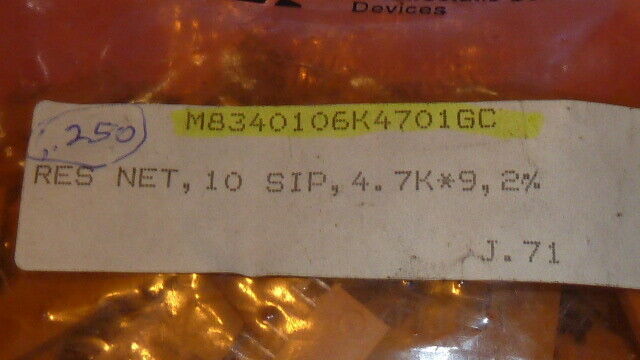 Devices
.250
M8340106K4701GC
RES NET, 10 SIP, 4.7K*9, 2%
J.71